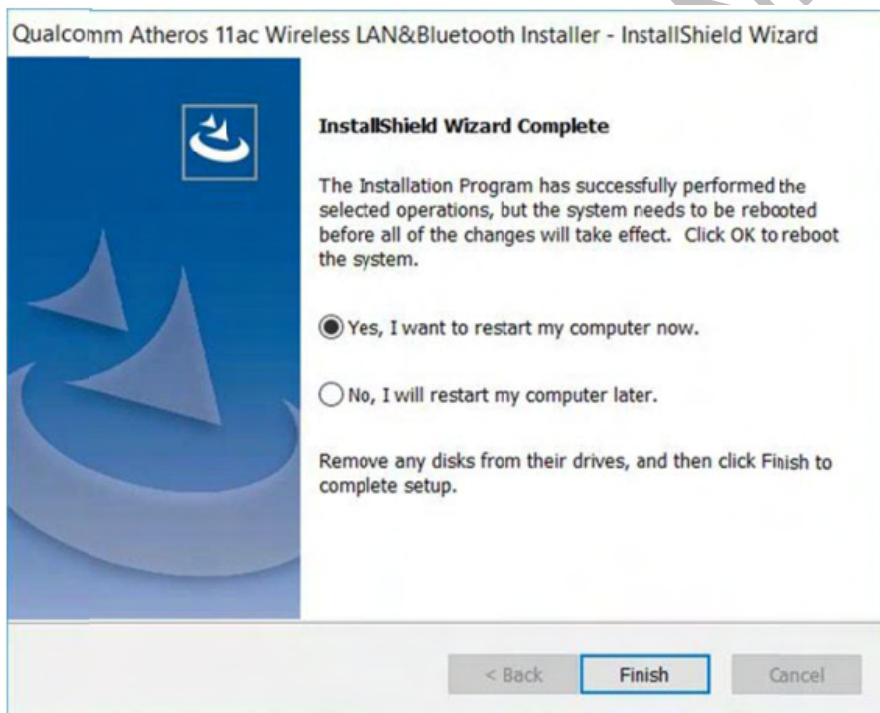 Qualcomm Atheros 11ac Wireless LAN&Bluetooth Installer - InstallShield Wizard
InstallShield Wizard Complete
The Installation Program has successfully performed the
selected operations, but the system needs to be rebooted
before all of the changes will take effect. Click OK to reboot
the system.
Yes, I want to restart my computer now.
No, I will restart my computer later.
Remove any disks from their drives, and then click Finish to
complete setup.
< Back
Finish
Cancel